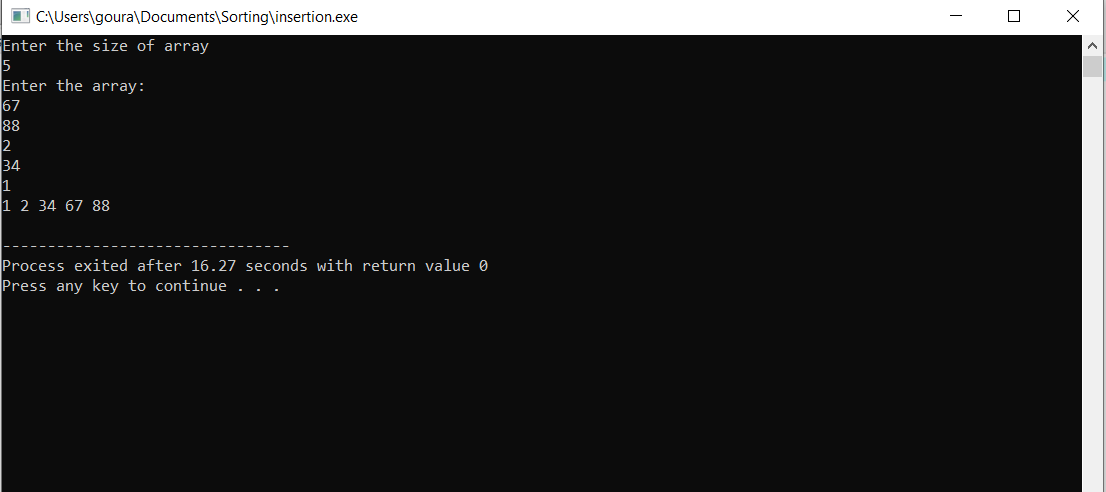 C:\Users\goura\Documents\Sorting\insertion.exe
Enter the size of array
5
Enter the array:
67
88
2
34
1
1 2 34 67 88
--------------------------------
Process exited after 16.27 seconds with return value 0
Press any key to continue . . .